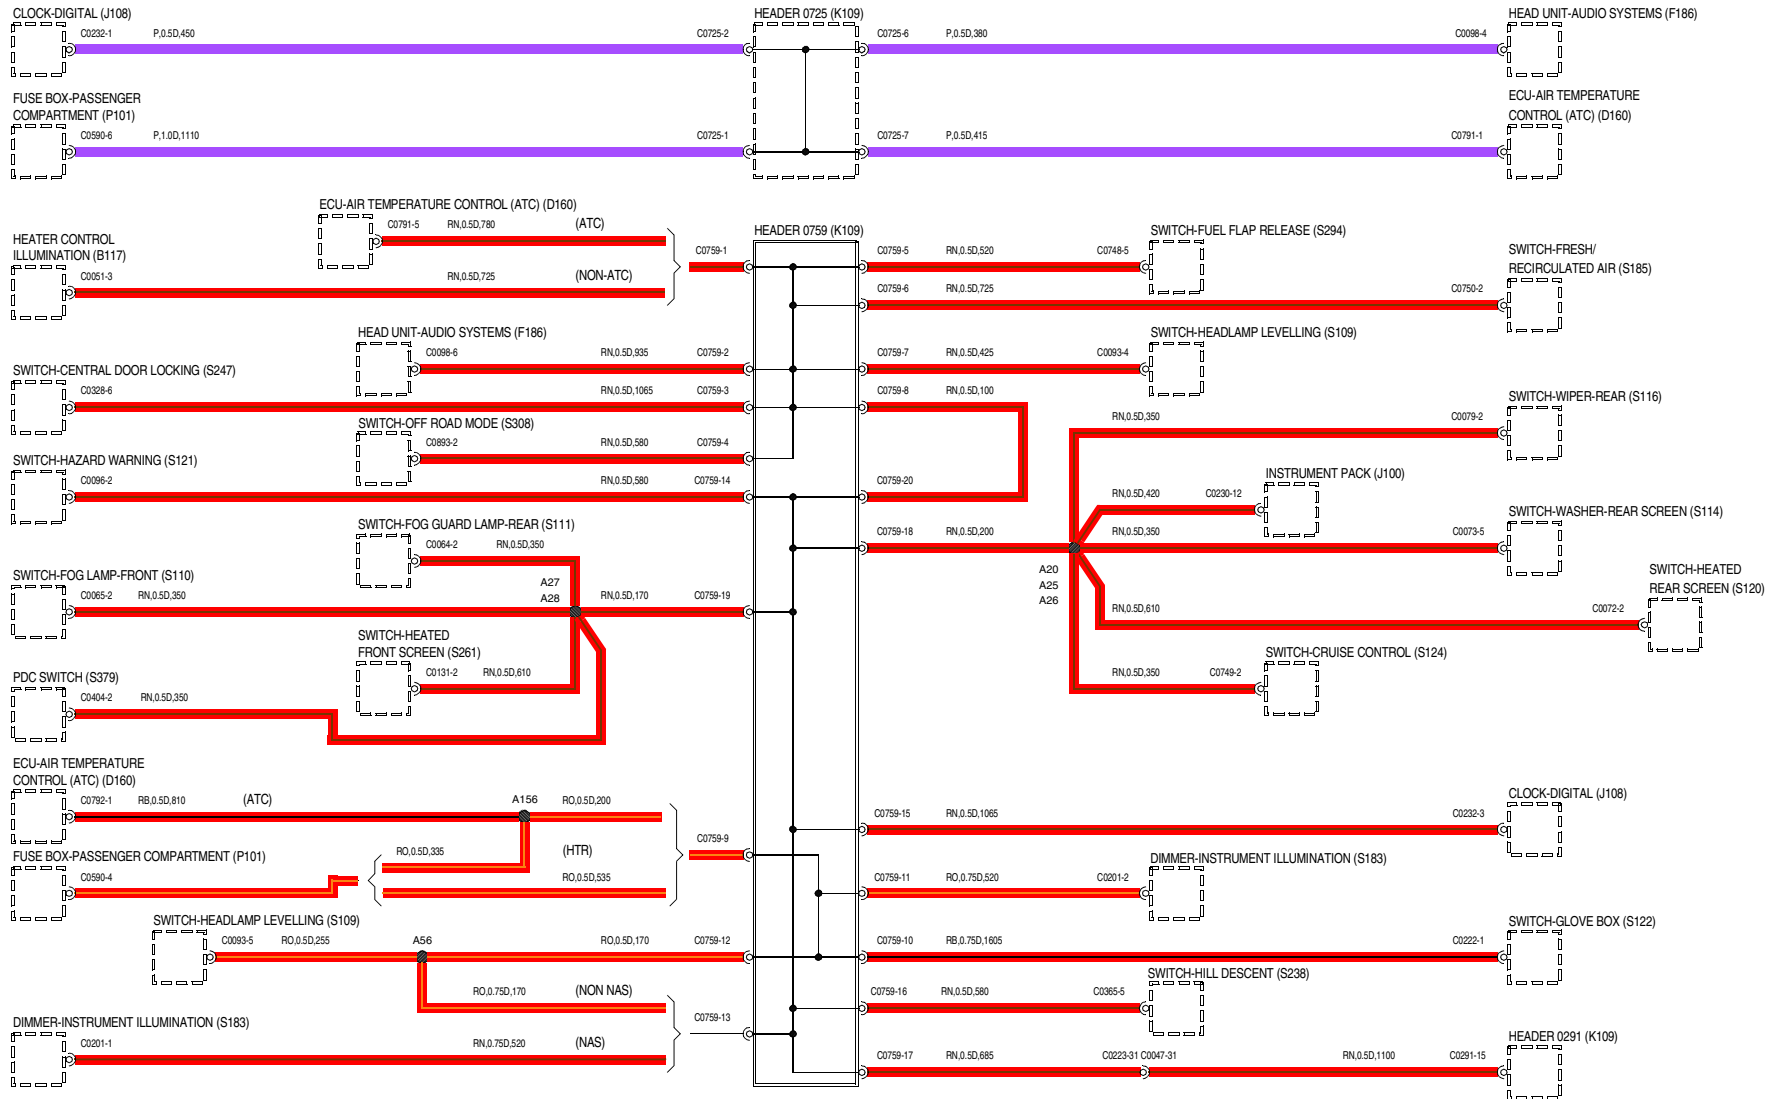 CLOCK-DIGITAL (J108)
HEADER 0725 (K109)
HEAD UNIT-AUDIO SYSTEMS (F186)
C0232-1
P,0.5D,450
C0725-2
C0725-6
P,0.5D,380
C0098-4
FUSE BOX-PASSENGER
COMPARTMENT (P101)
ECU-AIR TEMPERATURE
CONTROL (ATC) (D160)
C0590-6
P,1.0D,1110
C0725-1
C0725-7
P,0.5D,415
C0791-1
ECU-AIR TEMPERATURE CONTROL (ATC) (D160)
C0791-5
RN,0.5D,780
(ATC)
HEATER CONTROL
ILLUMINATION (B117)
C0051-3
RN,0.5D,725
(NON-ATC)
C0759-1
HEADER 0759 (K109)
C0759-5
RN,0.5D,520
C0748-5
SWITCH-FUEL FLAP RELEASE (S294)
SWITCH-FRESH/
RECIRCULATED AIR (S185)
C0759-6
RN,0.5D,725
C0750-2
HEAD UNIT-AUDIO SYSTEMS (F186)
C0098-6
RN,0.5D,935
C0759-2
C0759-7
RN,0.5D,425
C0093-4
SWITCH-HEADLAMP LEVELLING (S109)
SWITCH-CENTRAL DOOR LOCKING (S247)
C0328-6
RN,0.5D,1065
C0759-3
C0759-8
RN,0.5D,100
SWITCH-WIPER-REAR (S116)
RN,0.5D,350
C0079-2
SWITCH-OFF ROAD MODE (S308)
C0893-2
RN,0.5D,580
C0759-4
SWITCH-HAZARD WARNING (S121)
C0096-2
RN,0.5D,580
C0759-14
C0759-20
INSTRUMENT PACK (J100)
RN,0.5D,420
C0230-12
SWITCH-FOG GUARD LAMP-REAR (S111)
C0064-2
RN,0.5D,350
C0759-18
RN,0.5D,200
RN,0.5D,350
C0073-5
SWITCH-WASHER-REAR SCREEN (S114)
A20
A25
A26
SWITCH-HEATED
REAR SCREEN (S120)
RN,0.5D,610
C0072-2
SWITCH-FOG LAMP-FRONT (S110)
C0065-2
RN,0.5D,350
A27
A28
RN,0.5D,170
C0759-19
SWITCH-HEATED
FRONT SCREEN (S261)
C0131-2
RN,0.5D,610
SWITCH-CRUISE CONTROL (S124)
RN,0.5D,350
C0749-2
PDC SWITCH (S379)
C0404-2
RN,0.5D,350
ECU-AIR TEMPERATURE
CONTROL (ATC) (D160)
C0792-1
RB,0.5D,810
(ATC)
A156
RO,0.5D,200
C0759-15
RN,0.5D,1065
C0232-3
CLOCK-DIGITAL (J108)
C0759-9
FUSE BOX-PASSENGER COMPARTMENT (P101)
C0590-4
RO,0.5D,335
(HTR)
RO,0.5D,535
C0759-11
RO,0.75D,520
C0201-2
DIMMER-INSTRUMENT ILLUMINATION (S183)
SWITCH-HEADLAMP LEVELLING (S109)
C0093-5
RO,0.5D,255
A56
RO,0.5D,170
C0759-12
C0759-10
RB,0.75D,1605
C0222-1
SWITCH-GLOVE BOX (S122)
RO,0.75D,170
(NON NAS)
C0759-16
RN,0.5D,580
C0365-5
SWITCH-HILL DESCENT (S238)
C0759-13
DIMMER-INSTRUMENT ILLUMINATION (S183)
C0201-1
RN,0.75D,520
(NAS)
C0759-17
RN,0.5D,685
C0223-31 C0047-31
RN,0.5D,1100
C0291-15
HEADER 0291 (K109)